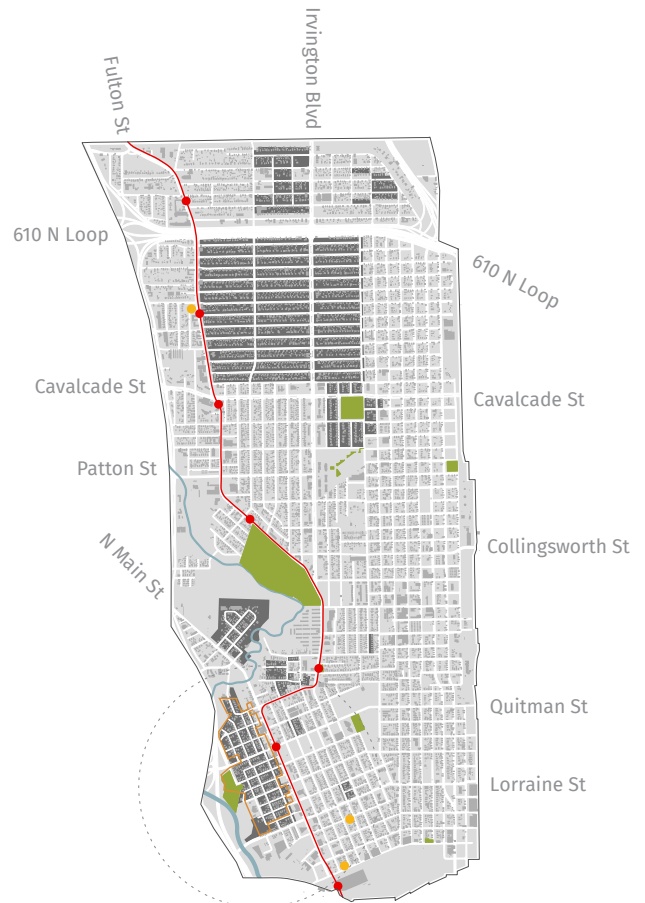 Irvington Blvd
Fulton St
610 N Loop
610 N Loop
Cavalcade St
Cavalcade St
Patton St
N Main St
Collingsworth St
Quitman St
Lorraine St